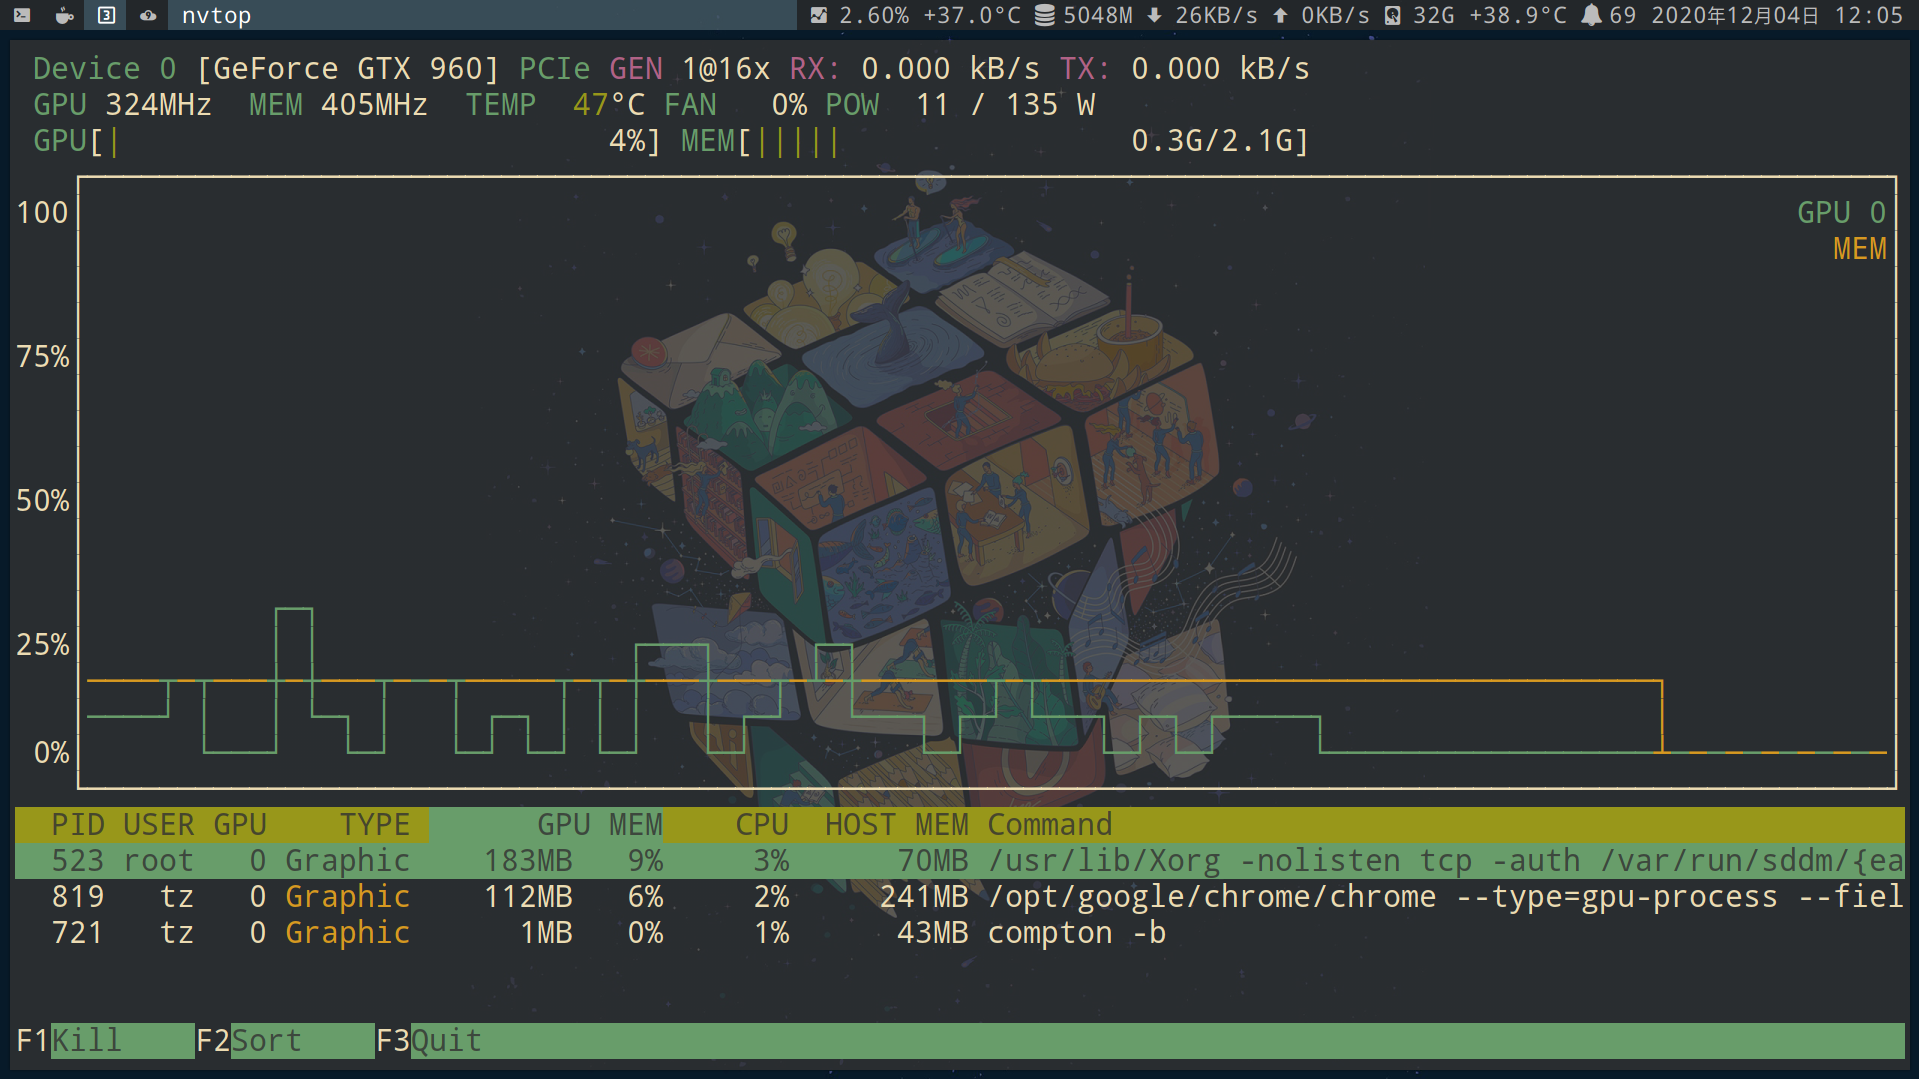 3 nvtop 2.60% +37.0°C 5048M 26KB/s 0KB/s 32G +38.9°C 69 2020年12月04日 12:05
Device 0 [GeForce GTX 960] PCIe GEN 1@16x RX: 0.000 kB/s TX: 0.000 kB/s
GPU 324MHz MEM 405MHz TEMP 47°C FAN 0% POW 11 / 135 W
GPU[| 4%] MEM[||||| 0.3G/2.1G]
100
GPU 0
MEM
75%
50%
25%
0%
PID USER GPU TYPE GPU MEM CPU HOST MEM Command
523 root 0 Graphic 183MB 9% 3% 70MB /usr/lib/Xorg -nolisten tcp -auth /var/run/sddm/{ea
819 tz 0 Graphic 112MB 6% 2% 241MB /opt/google/chrome/chrome --type=gpu-process --fiel
721 tz 0 Graphic 1MB 0% 1% 43MB compton -b
F1Kill F2Sort F3Quit